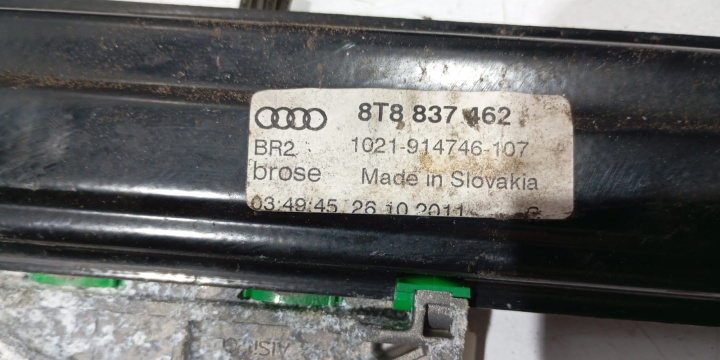 8T8 837 462
BR2 1021-914746-107
brose Made in Slovakia
03:49:45 26.10.2011